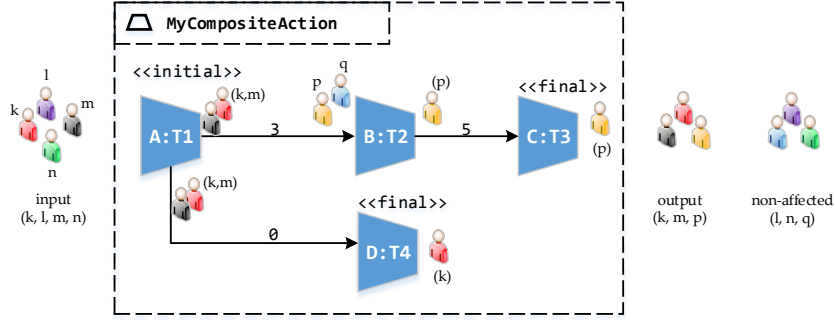 MyCompositeAction
<<initial>>
<<final>>
l
k
m
n
input
(k, l, m, n)
A:T1
(k,m)
3
p
q
B:T2
(p)
5
C:T3
(p)
(k,m)
0
<<final>>
D:T4
(k)
output
(k, m, p)
non-affected
(l, n, q)